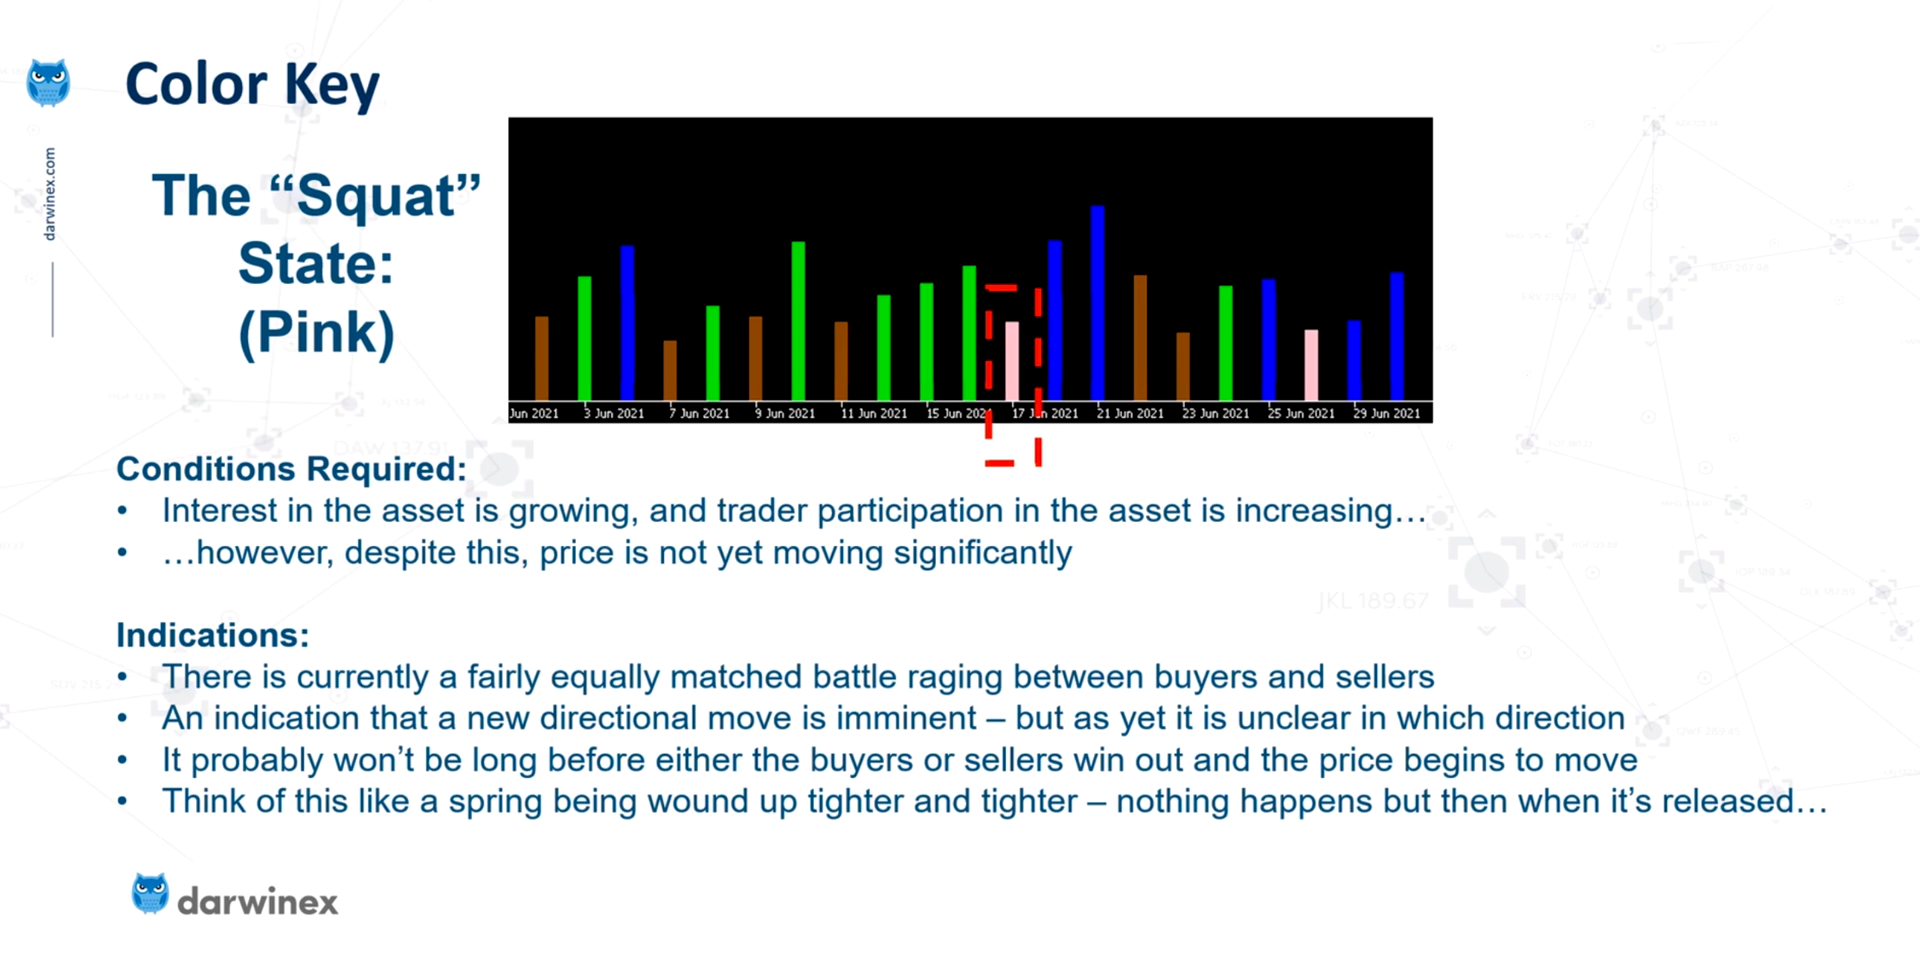 Color Key
darwinex.com
The “Squat”
State:
(Pink)
Jun 2021 3 Jun 2021 7 Jun 2021 9 Jun 2021 11 Jun 2021 15 Jun 2021 17 Jun 2021 21 Jun 2021 23 Jun 2021 25 Jun 2021 29 Jun 2021
DAW 137.91
Conditions Required:
• Interest in the asset is growing, and trader participation in the asset is increasing…
• …however, despite this, price is not yet moving significantly
JKL 189.67
Indications:
• There is currently a fairly equally matched battle raging between buyers and sellers
• An indication that a new directional move is imminent – but as yet it is unclear in which direction
• It probably won’t be long before either the buyers or sellers win out and the price begins to move
• Think of this like a spring being wound up tighter and tighter – nothing happens but then when it’s released…
darwinex